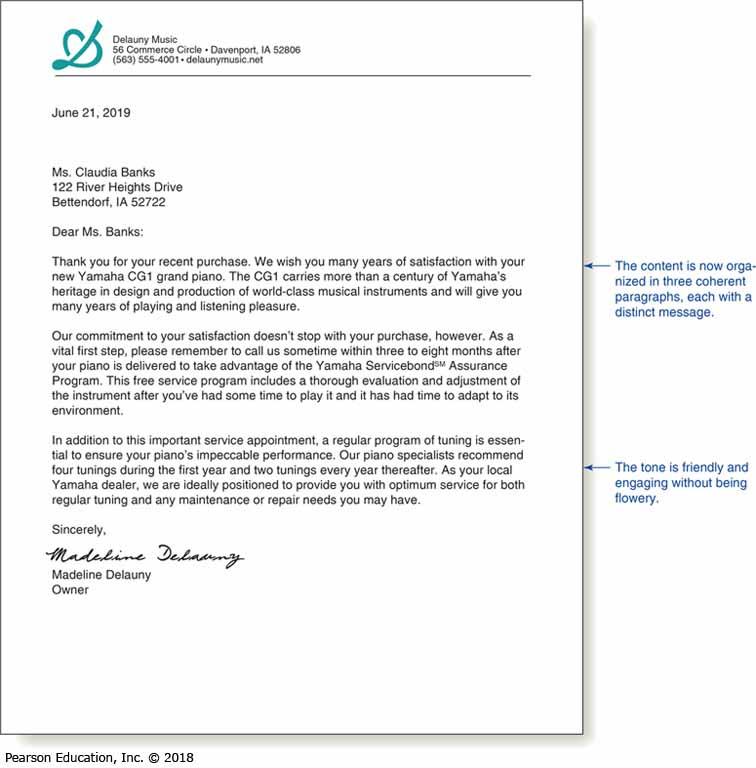 Delauny Music
56 Commerce Circle • Davenport, IA 52806
(563) 555-4001 • delaunymusic.net
June 21, 2019
Ms. Claudia Banks
122 River Heights Drive
Bettendorf, IA 52722
Dear Ms. Banks:
Thank you for your recent purchase. We wish you many years of satisfaction with your
new Yamaha CG1 grand piano. The CG1 carries more than a century of Yamaha's
heritage in design and production of world-class musical instruments and will give you
many years of playing and listening pleasure.
Our commitment to your satisfaction doesn't stop with your purchase, however. As a
vital first step, please remember to call us sometime within three to eight months after
your piano is delivered to take advantage of the Yamaha Servicebond℠ Assurance
Program. This free service program includes a thorough evaluation and adjustment of
the instrument after you've had some time to play it and it has had time to adapt to its
environment.
In addition to this important service appointment, a regular program of tuning is essen-
tial to ensure your piano's impeccable performance. Our piano specialists recommend
four tunings during the first year and two tunings every year thereafter. As your local
Yamaha dealer, we are ideally positioned to provide you with optimum service for both
regular tuning and any maintenance or repair needs you may have.
Sincerely,
Madeline Delauny
Madeline Delauny
Owner
The content is now orga-
nized in three coherent
paragraphs, each with a
distinct message.
The tone is friendly and
engaging without being
flowery.
Pearson Education, Inc. © 2018